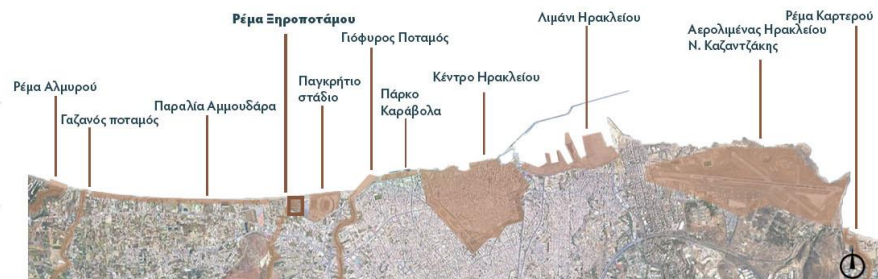 Ρέμα Αλμυρού
Γαζανός ποταμός
Παραλία Αμμουδάρα
Ρέμα Ξηροποτάμου
Παγκρήτιο
στάδιο
Γιόφυρος Ποταμός
Πάρκο
Καράβολα
Κέντρο Ηρακλείου
Λιμάνι Ηρακλείου
Αερολιμένας Ηρακλείου
Ν. Καζαντζάκης
Ρέμα Καρτερού